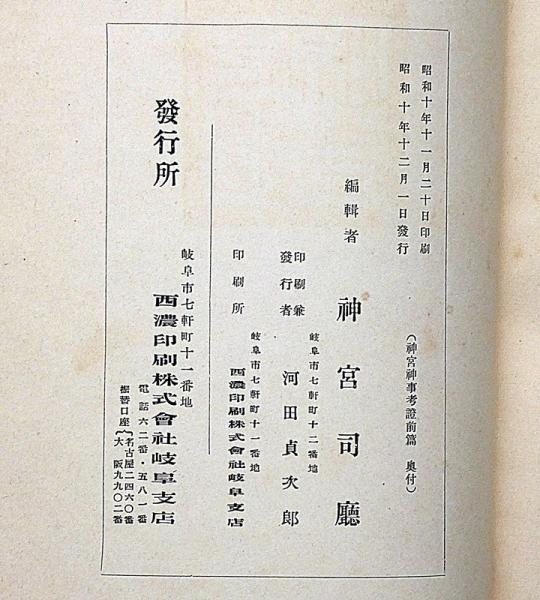 昭和十年十一月二十日印刷
昭和十年十二月一日發行
(神宮神事考證前篇 奥付)
編輯者 神宮司廳
岐阜市七軒町十二番地
印刷兼發行者 河田貞次郎
岐阜市七軒町十一番地
印刷所 西濃印刷株式會社岐阜支店
發行所
岐阜市七軒町十一番地
西濃印刷株式會社岐阜支店
電話六二番・五八一番
振替口座{名古屋二四六〇番
大阪九九〇二番